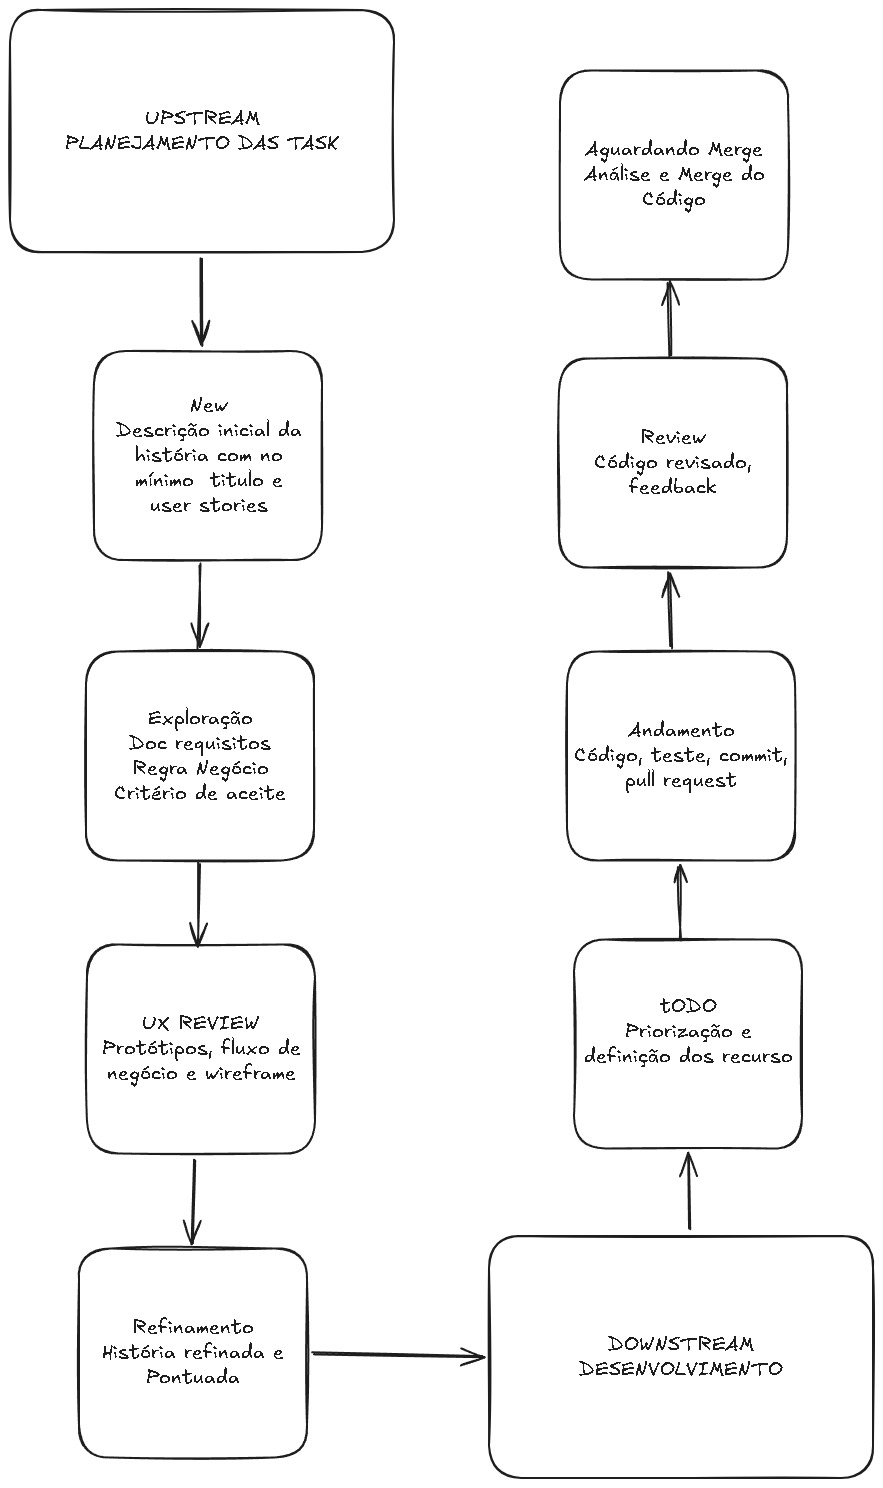 UPSTREAM
PLANEJAMENTO DAS TASK
New
Descrição inicial da
história com no
mínimo  titulo e
user stories
Exploração
Doc requisitos
Regra Negócio
Critério de aceite
UX REVIEW
Protótipos, fluxo de
negócio e wireframe
Refinamento
História refinada e
Pontuada
DOWNSTREAM
DESENVOLVIMENTO
tODO
Priorização e
definição dos recurso
Andamento
Código, teste, commit,
pull request
Review
Código revisado,
feedback
Aguardando Merge
Análise e Merge do
Código